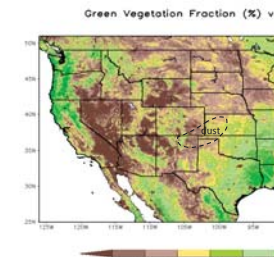 Green Vegetation Fraction (%) v
50N
45N
40N
dust
35N
30N
25N
125W 120W 115W 110W 105W 100W 95W